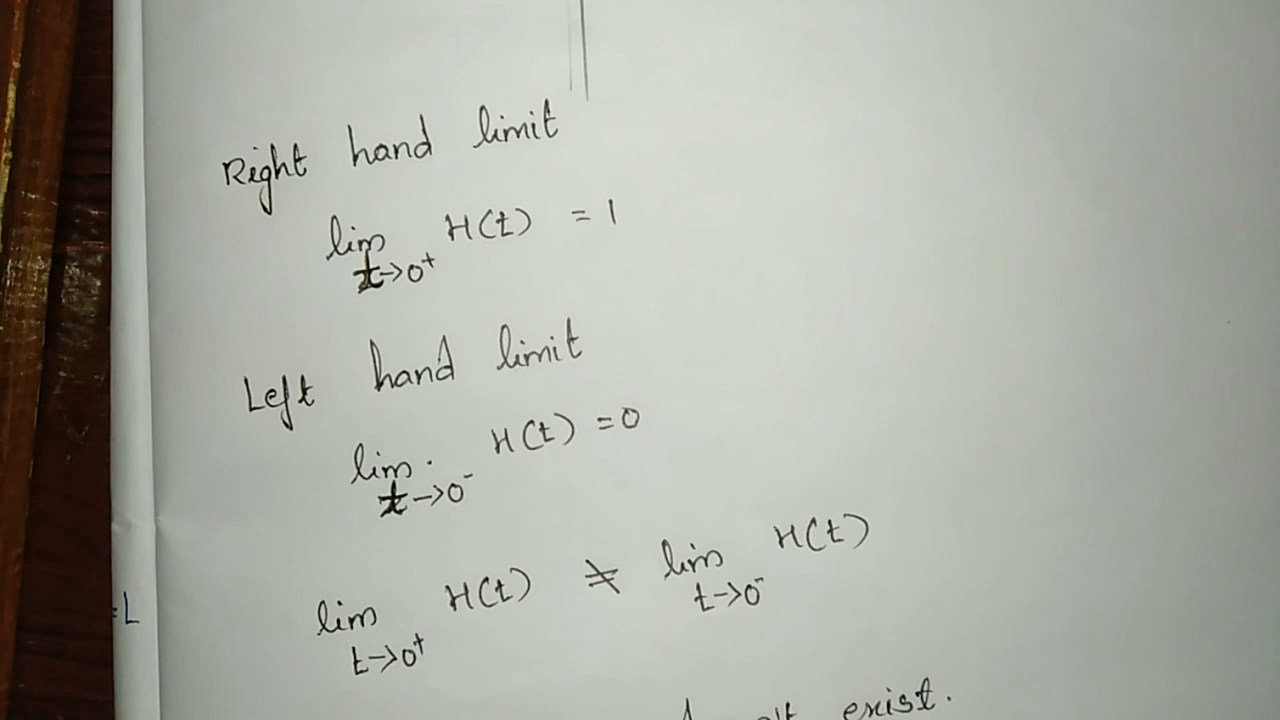 Right hand limit
lim H(t) = 1
t→0⁺
Left hand limit
lim H(t) = 0
t→0⁻
lim H(t) ≠ lim H(t)
t→0⁺ t→0⁻
exist.
=L